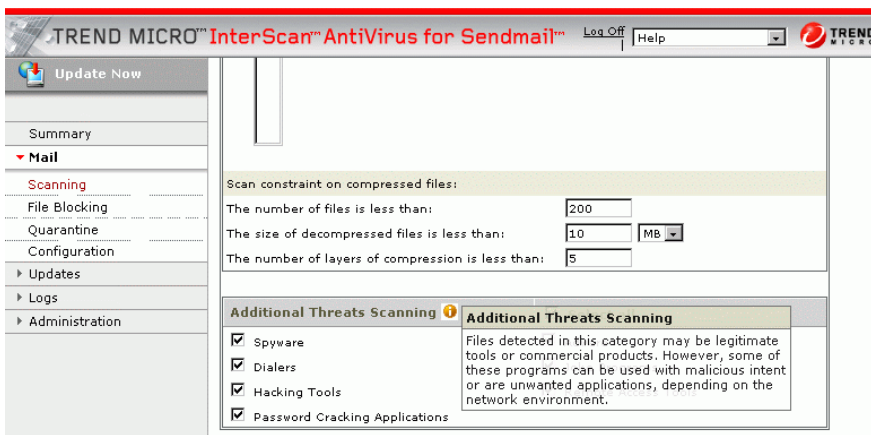 TREND MICRO™ InterScan™ AntiVirus for Sendmail™ Log Off | Help TREND MICRO
Update Now
Summary
Mail
Scanning
File Blocking
Quarantine
Configuration
Updates
Logs
Administration
Scan constraint on compressed files:
The number of files is less than: 200
The size of decompressed files is less than: 10 MB
The number of layers of compression is less than: 5
Additional Threats Scanning
Spyware
Dialers
Hacking Tools
Password Cracking Applications
Additional Threats Scanning
Files detected in this category may be legitimate
tools or commercial products. However, some of
these programs can be used with malicious intent
or are unwanted applications, depending on the
network environment.
Access Tools